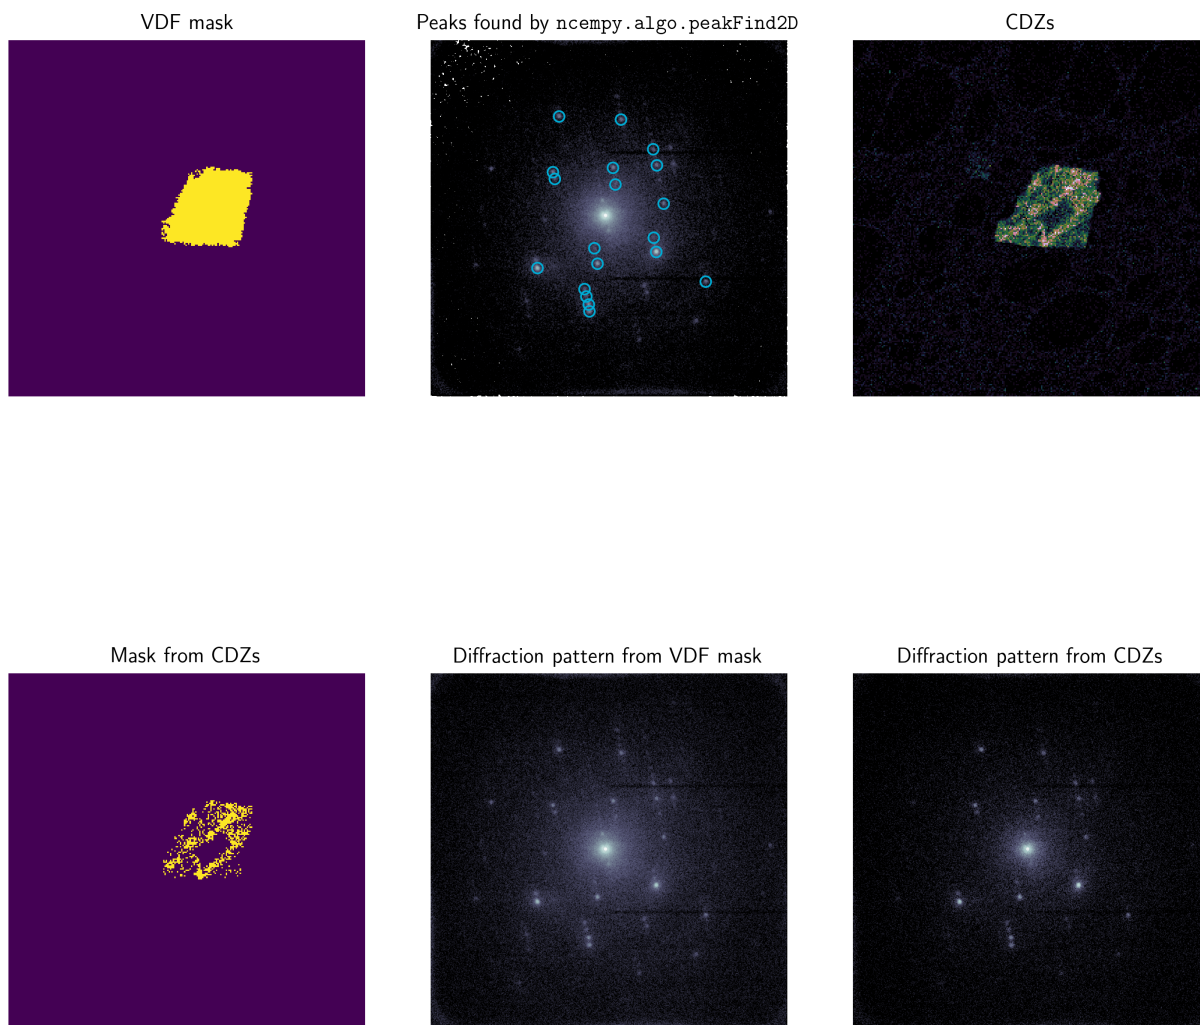 VDF mask
Peaks found by ncempy.algo.peakFind2D
CDZs
Mask from CDZs
Diffraction pattern from VDF mask
Diffraction pattern from CDZs